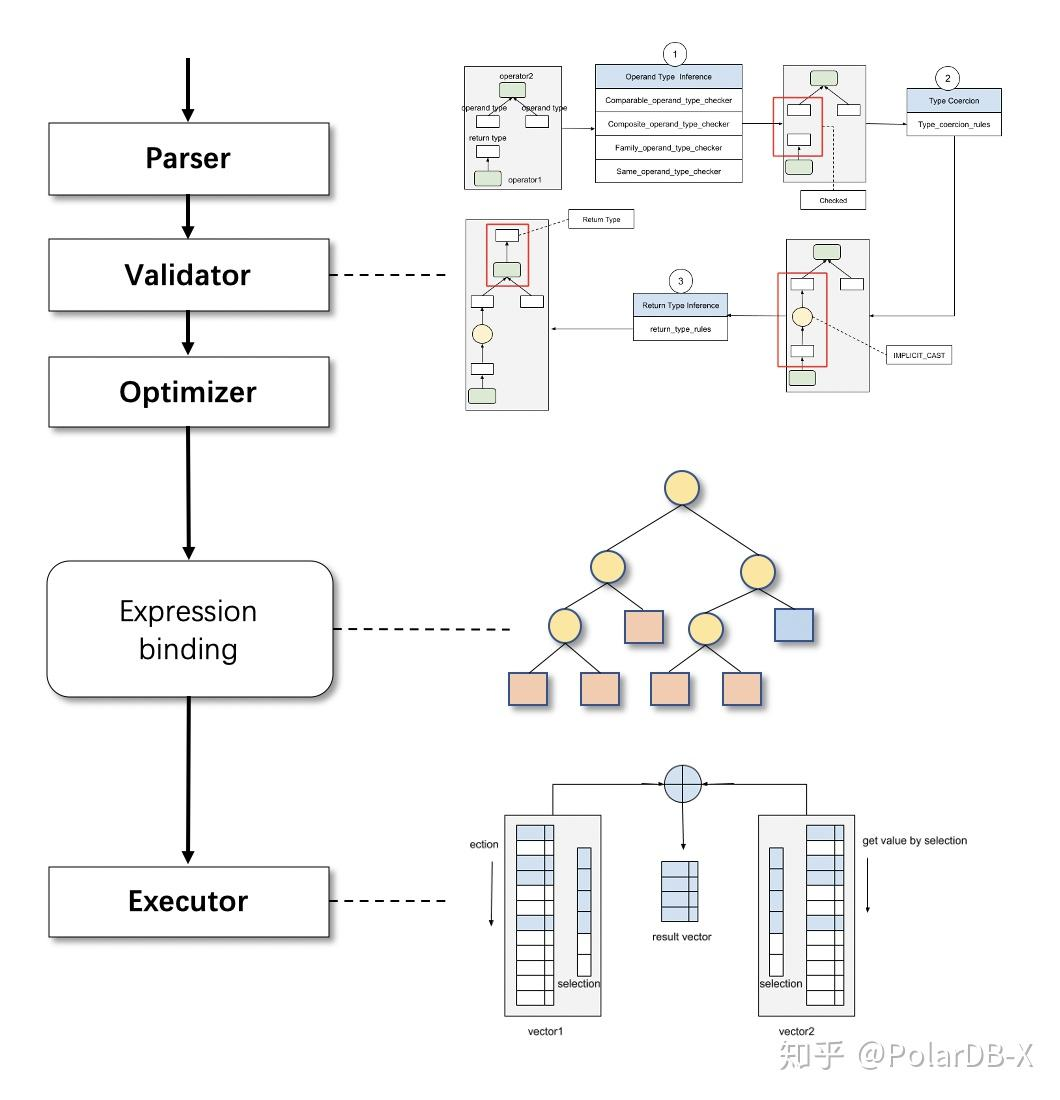 Parser
Validator
Optimizer
Expression
binding
Executor
operator2
operand type
operand type
return type
operator1
1
Operand Type Inference
Comparable_operand_type_checker
Composite_operand_type_checker
Family_operand_type_checker
Same_operand_type_checker
Checked
2
Type Coercion
Type_coercion_rules
IMPLICIT_CAST
3
Return Type Inference
return_type_rules
Return Type
ection
selection
vector1
result vector
get value by selection
selection
vector2
知乎 @PolarDB-X